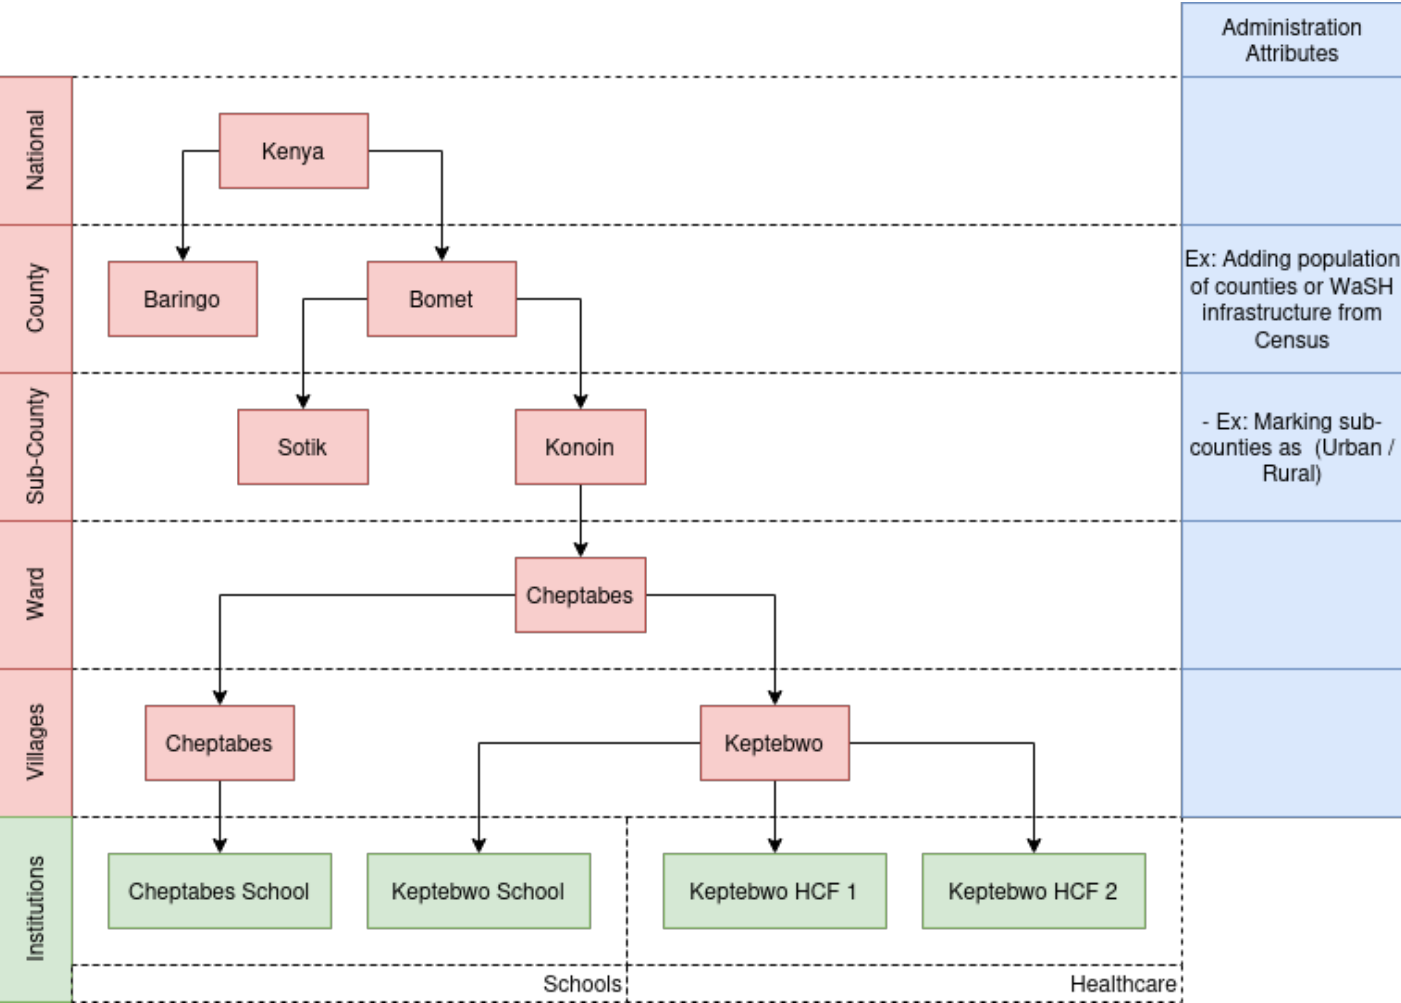 Administration
Attributes
National
Kenya
County
Baringo
Bomet
Ex: Adding population
of counties or WaSH
infrastructure from
Census
Sub-County
Sotik
Konoin
- Ex: Marking sub-
counties as (Urban /
Rural)
Ward
Cheptabes
Villages
Cheptabes
Keptebwo
Institutions
Cheptabes School
Keptebwo School
Keptebwo HCF 1
Keptebwo HCF 2
Schools
Healthcare